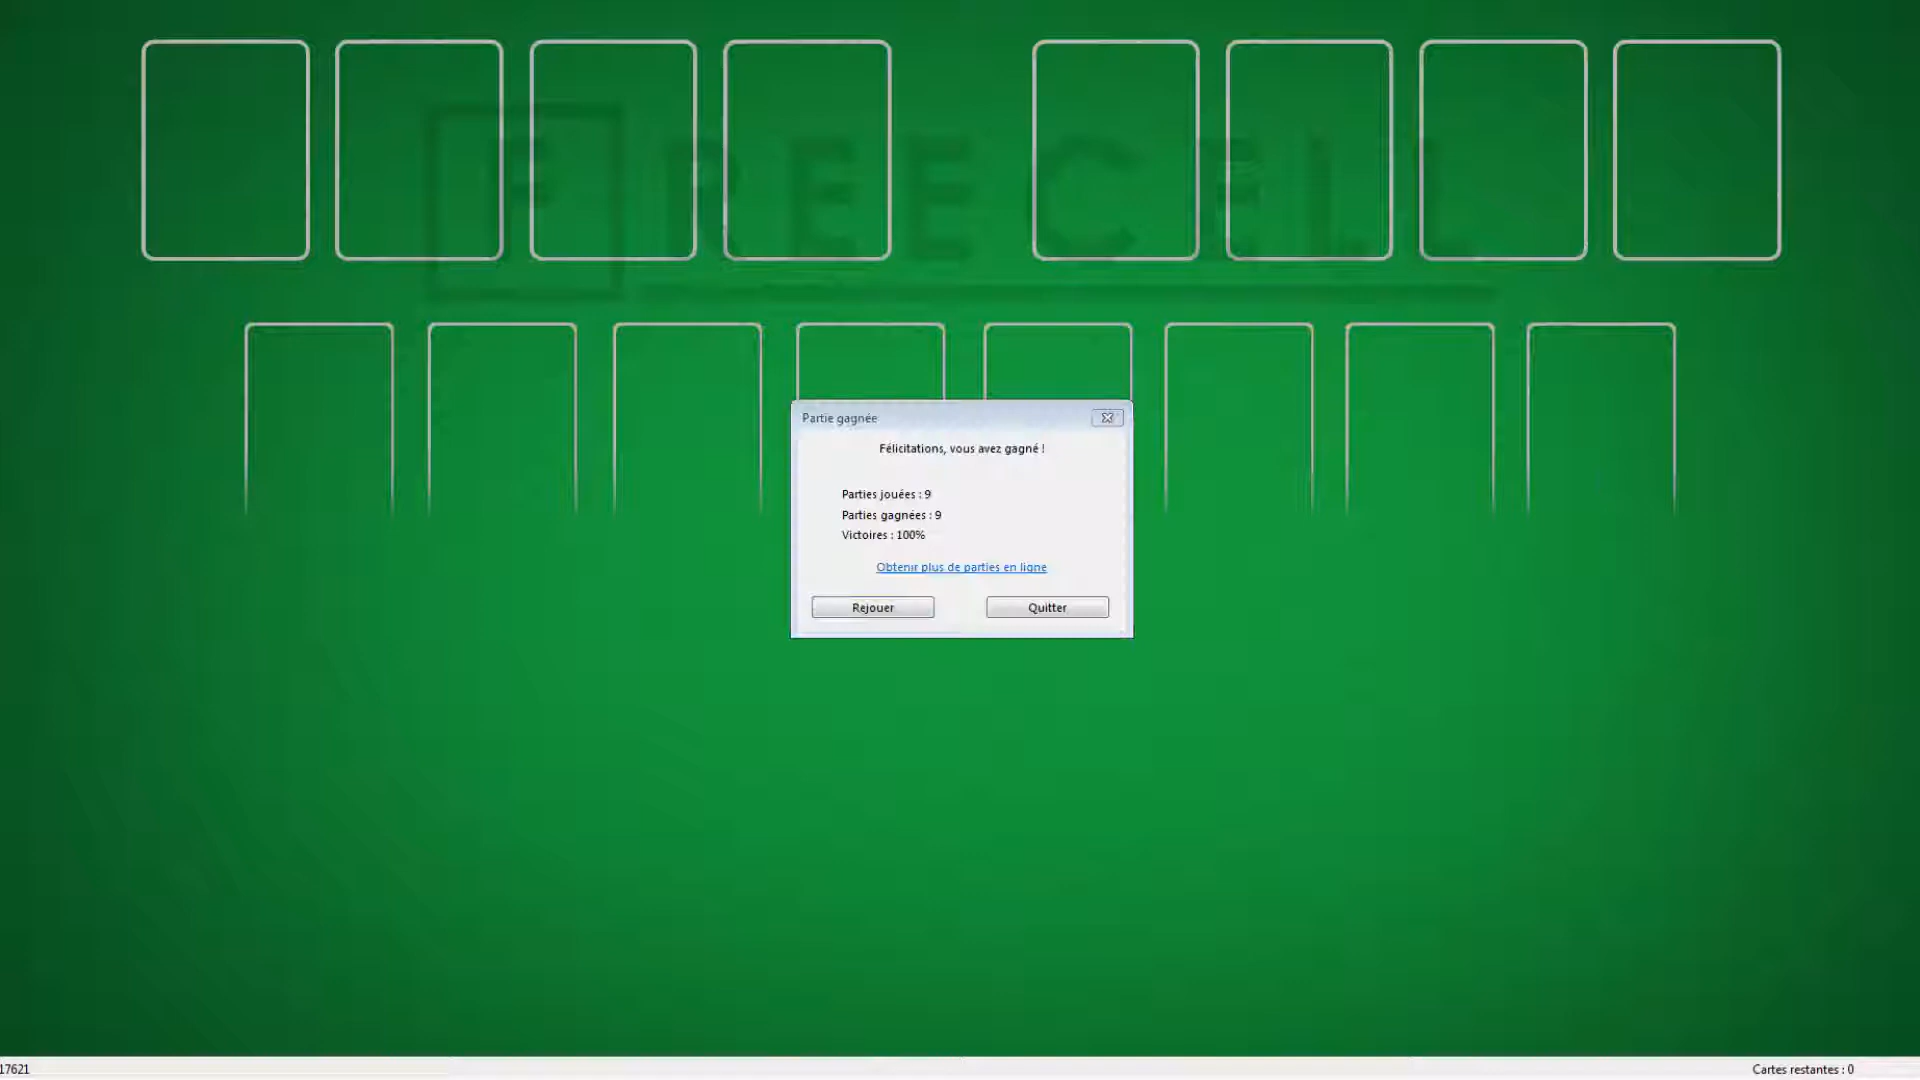 FREECELL
Partie gagnée
Félicitations, vous avez gagné !
Parties jouées : 9
Parties gagnées : 9
Victoires : 100%
Obtenir plus de parties en ligne
Rejouer Quitter
17621 Cartes restantes : 0